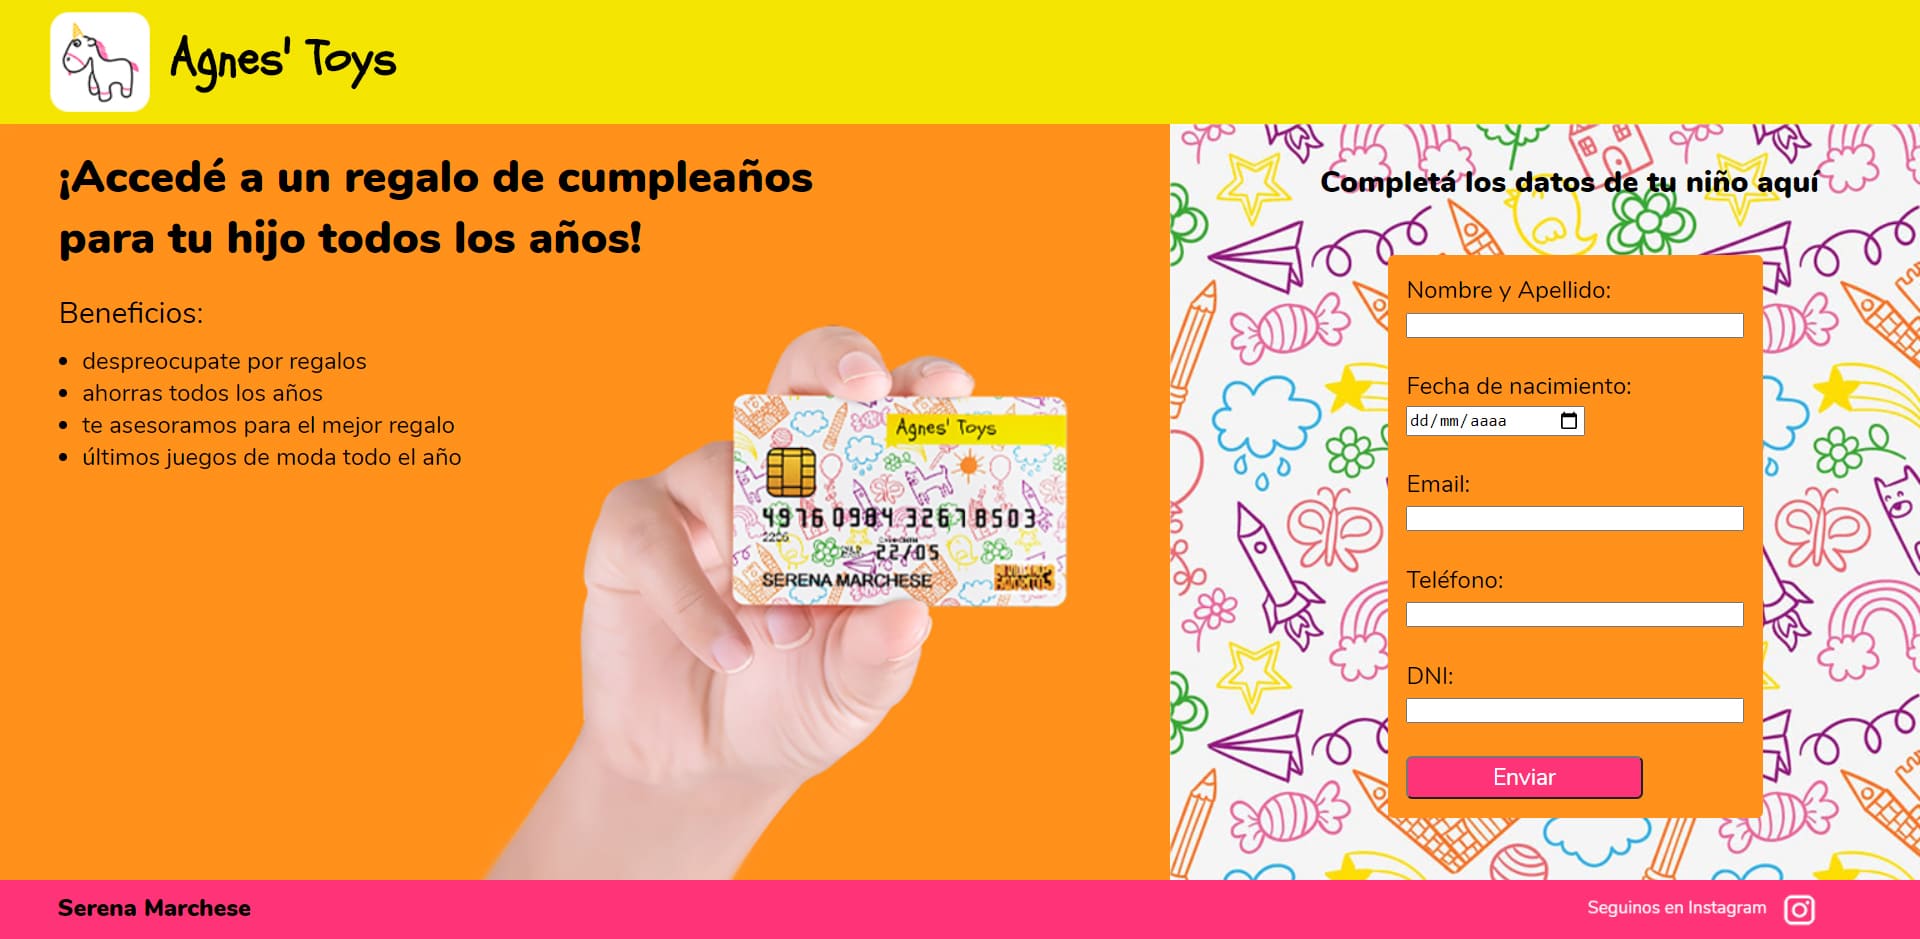 Agnes' Toys
¡Accedé a un regalo de cumpleaños
para tu hijo todos los años!
Beneficios:
despreocupate por regalos
ahorras todos los años
te asesoramos para el mejor regalo
últimos juegos de moda todo el año
Agnes' Toys
4976 0984 3267 8503
2206
22/05
SERENA MARCHESE
Completá los datos de tu niño aquí
Nombre y Apellido:
Fecha de nacimiento:
dd/mm/aaaa
Email:
Teléfono:
DNI:
Enviar
Serena Marchese
Seguinos en Instagram